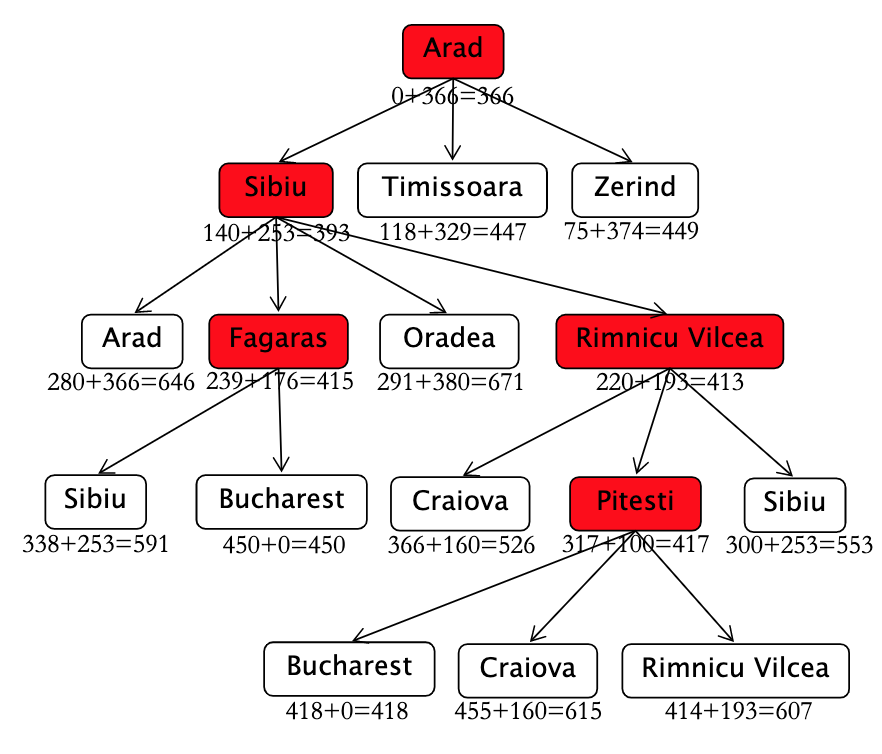 Arad
0+366=366
Sibiu
Timissoara
Zerind
140+253=393
118+329=447
75+374=449
Arad
Fagaras
Oradea
Rimnicu Vilcea
280+366=646
239+176=415
291+380=671
220+193=413
Sibiu
Bucharest
Craiova
Pitesti
Sibiu
338+253=591
450+0=450
366+160=526
317+100=417
300+253=553
Bucharest
Craiova
Rimnicu Vilcea
418+0=418
455+160=615
414+193=607